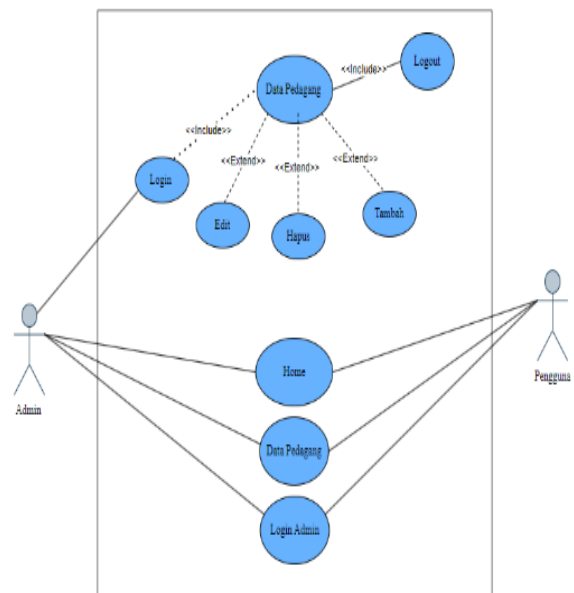 Logout
<<Include>>
Data Pedagang
<<Include>>
<<Extend>>
<<Extend>>
<<Extend>>
Login
Edit
Hapus
Tambah
Admin
Pengguna
Home
Data Pedagang
Login Admin